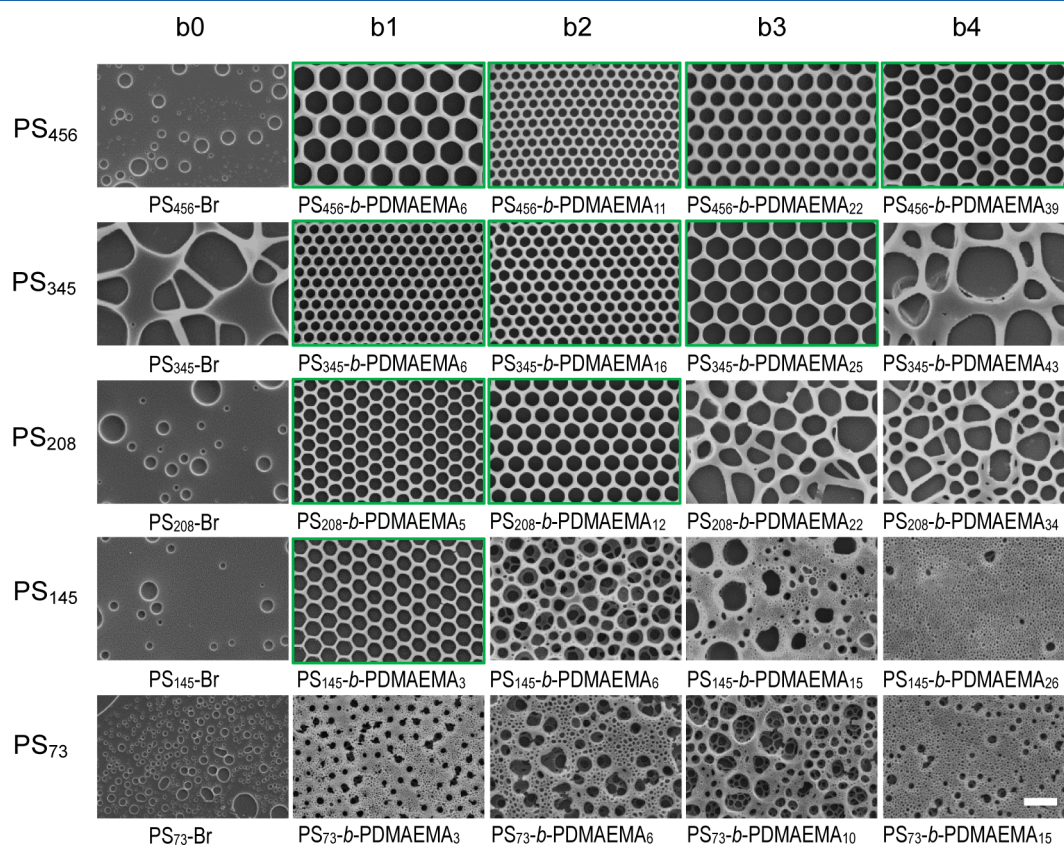 b0 b1 b2 b3 b4
PS456
PS456-Br PS456-b-PDMAEMA6 PS456-b-PDMAEMA11 PS456-b-PDMAEMA22 PS456-b-PDMAEMA39
PS345
PS345-Br PS345-b-PDMAEMA6 PS345-b-PDMAEMA16 PS345-b-PDMAEMA25 PS345-b-PDMAEMA43
PS208
PS208-Br PS208-b-PDMAEMA5 PS208-b-PDMAEMA12 PS208-b-PDMAEMA22 PS208-b-PDMAEMA34
PS145
PS145-Br PS145-b-PDMAEMA3 PS145-b-PDMAEMA6 PS145-b-PDMAEMA15 PS145-b-PDMAEMA26
PS73
PS73-Br PS73-b-PDMAEMA3 PS73-b-PDMAEMA6 PS73-b-PDMAEMA10 PS73-b-PDMAEMA15